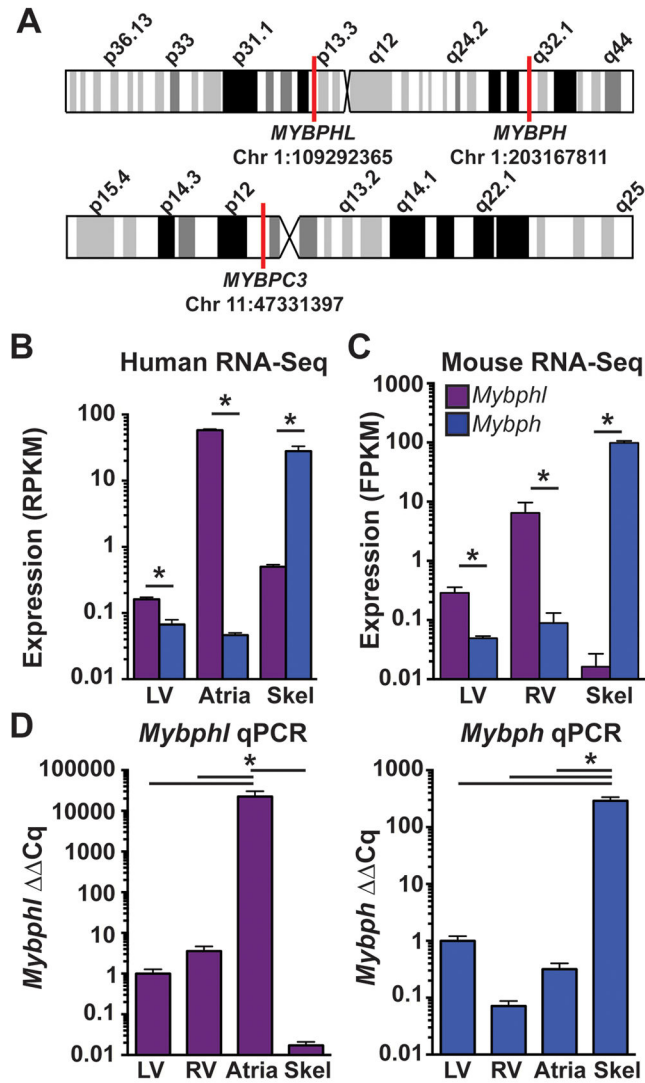 A
p36.13 p33 p31.1 p13.3 q12 q24.2 q32.1 q44
MYBPHL MYBPH
Chr 1:109292365 Chr 1:203167811
p15.4 p14.3 p12 q13.2 q14.1 q22.1 q25
MYBPC3
Chr 11:47331397
B Human RNA-Seq
Expression (RPKM)
100
10
1
0.1
0.01
* * *
LV Atria Skel
C Mouse RNA-Seq
Expression (FPKM)
1000
100
10
1
0.1
0.01
Mybphl
Mybph
* * *
LV RV Skel
D Mybphl qPCR
Mybphl ΔΔCq
100000
10000
1000
100
10
1
0.1
0.01
*
LV RV Atria Skel
Mybph qPCR
Mybph ΔΔCq
1000
100
10
1
0.1
0.01
*
LV RV Atria Skel